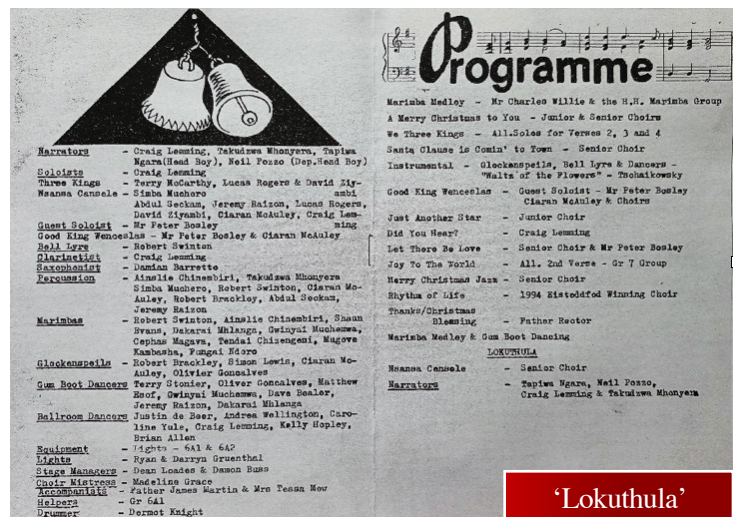 Narrators - Craig Lemming, Takudzwa Mhonyera, Tapiwa
Ngara(Head Boy), Neil Pozzo (Dep.Head Boy)
Soloists - Craig Lemming
Three Kings - Terry McCarthy, Lucas Rogers & David Ziy-
ambi
Nsansa Cansele - Simba Muchero
Abdul Seckam, Jeremy Raizon, Lucas Rogers,
David Ziyambi, Ciaran McAuley, Craig Lem-
ming
Guest Soloist - Mr Peter Bosley
Good King Wenceslas - Mr Peter Bosley & Ciaran McAuley
Bell Lyre - Robert Swinton
Clarinetist - Craig Lemming
Saxophonist - Damian Barrette
Percussion - Ainslie Chinembiri, Takudzwa Mhonyera
Simba Muchero, Robert Swinton, Ciaran Mc-
Auley, Robert Brackley, Abdul Seckam,
Jeremy Raizon
Marimbas - Robert Swinton, Ainslie Chinembiri, Shaun
Evans, Dakarai Mhlanga, Gwinyai Muchemwa,
Cephas Magava, Tendai Chizengeni, Mugove
Kambasha, Fungai Ndoro
Glockenspeils - Robert Brackley, Simon Lewis, Ciaran Mc-
Auley, Olivier Goncalves
Gum Boot Dancers Terry Stonier, Oliver Goncalves, Matthew
Esof, Gwinyai Muchemwa, Dave Bealer,
Jeremy Raizon, Dakarai Mhlanga
Ballroom Dancers Justin de Beer, Andrea Wellington, Caro-
line Yule, Craig Lemming, Kelly Hopley,
Brian Allen
Equipment - Lights - 6A1 & 6A2
Lights - Ryan & Darryn Gruenthal
Stage Managers - Dean Loades & Damon Buss
Choir Mistress - Madeline Grace
Accompanists - Father James Martin & Mrs Tessa Mew
Helpers - Gr 6A1
Drummer - Dermot Knight
Programme
Marimba Medley - Mr Charles Willie & the H.H. Marimba Group
A Merry Christmas to You - Junior & Senior Choirs
We Three Kings - All.Solos for Verses 2, 3 and 4
Santa Clause is Comin' to Town - Senior Choir
Instrumental - Glockenspeils, Bell Lyre & Dancers -
"Waltz of the Flowers" - Tschaikovsky
Good King Wenceslas - Guest Soloist - Mr Peter Bosley
Ciaran McAuley & Choirs
Just Another Star - Junior Choir
Did You Hear? - Craig Lemming
Let There Be Love - Senior Choir & Mr Peter Bosley
Joy To The World - All. 2nd Verse - Gr 7 Group
Merry Christmas Jazz - Senior Choir
Rhythm of Life - 1994 Eisteddfod Winning Choir
Thanks/Christmas
Blessing - Father Rector
Marimba Medley & Gum Boot Dancing
LOKUTHULA
Nsansa Cansele - Senior Choir
Narrators - Tapiwa Ngara, Neil Pozzo,
Craig Lemming & Takudzwa Mhonyera
‘Lokuthula’